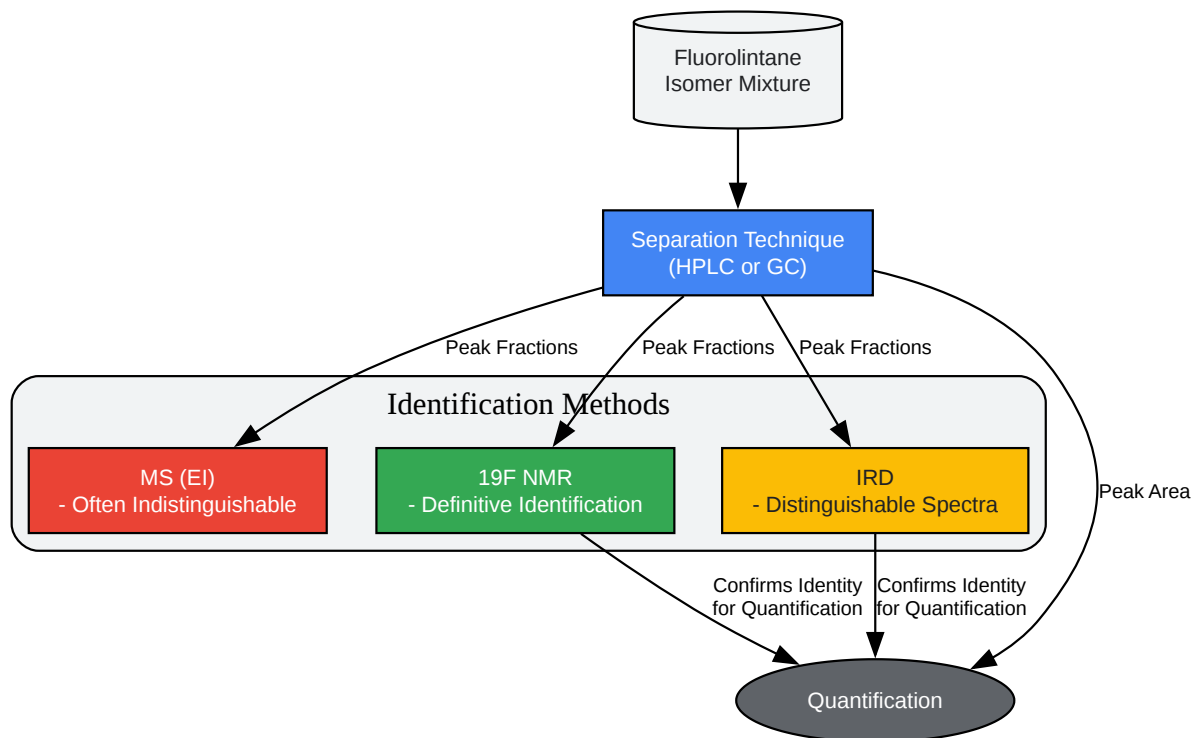 Fluorolintane
Isomer Mixture
Separation Technique
(HPLC or GC)
Peak Fractions
Peak Fractions
Peak Fractions
Identification Methods
MS (EI)
- Often Indistinguishable
19F NMR
- Definitive Identification
IRD
- Distinguishable Spectra
Peak Area
Confirms Identity
for Quantification
Confirms Identity
for Quantification
Quantification